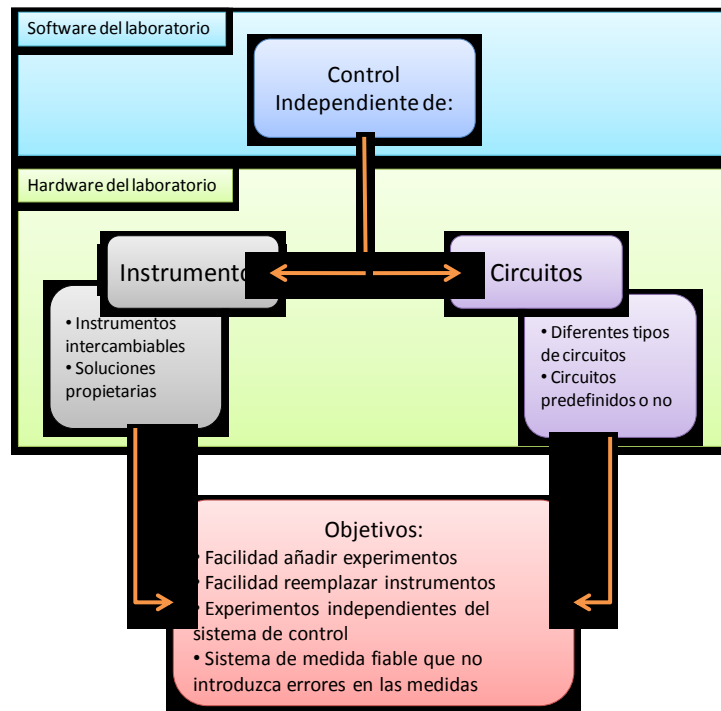 Software del laboratorio
Control
Independiente de:
Hardware del laboratorio
Instrumento
Circuitos
• Instrumentos
intercambiables
• Soluciones
propietarias
• Diferentes tipos
de circuitos
• Circuitos
predefinidos o no
Objetivos:
• Facilidad añadir experimentos
• Facilidad reemplazar instrumentos
• Experimentos independientes del
sistema de control
• Sistema de medida fiable que no
introduzca errores en las medidas